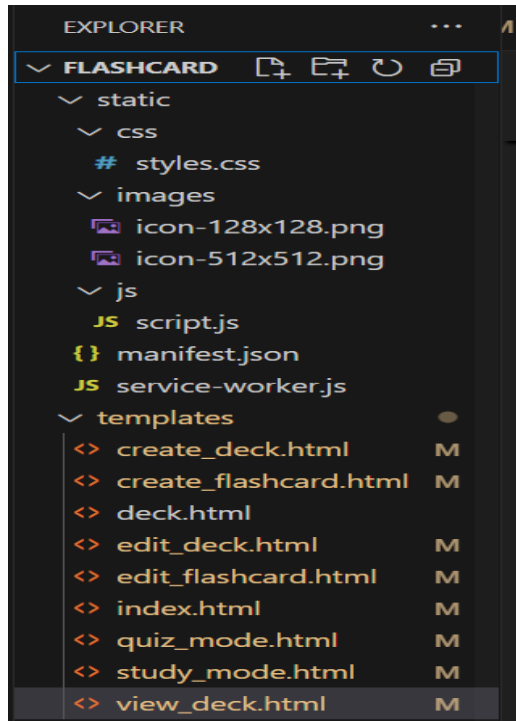 EXPLORER ... M
FLASHCARD
static
css
# styles.css
images
icon-128x128.png
icon-512x512.png
js
JS script.js
{} manifest.json
JS service-worker.js
templates
<> create_deck.html M
<> create_flashcard.html M
<> deck.html
<> edit_deck.html M
<> edit_flashcard.html M
<> index.html M
<> quiz_mode.html M
<> study_mode.html M
<> view_deck.html M